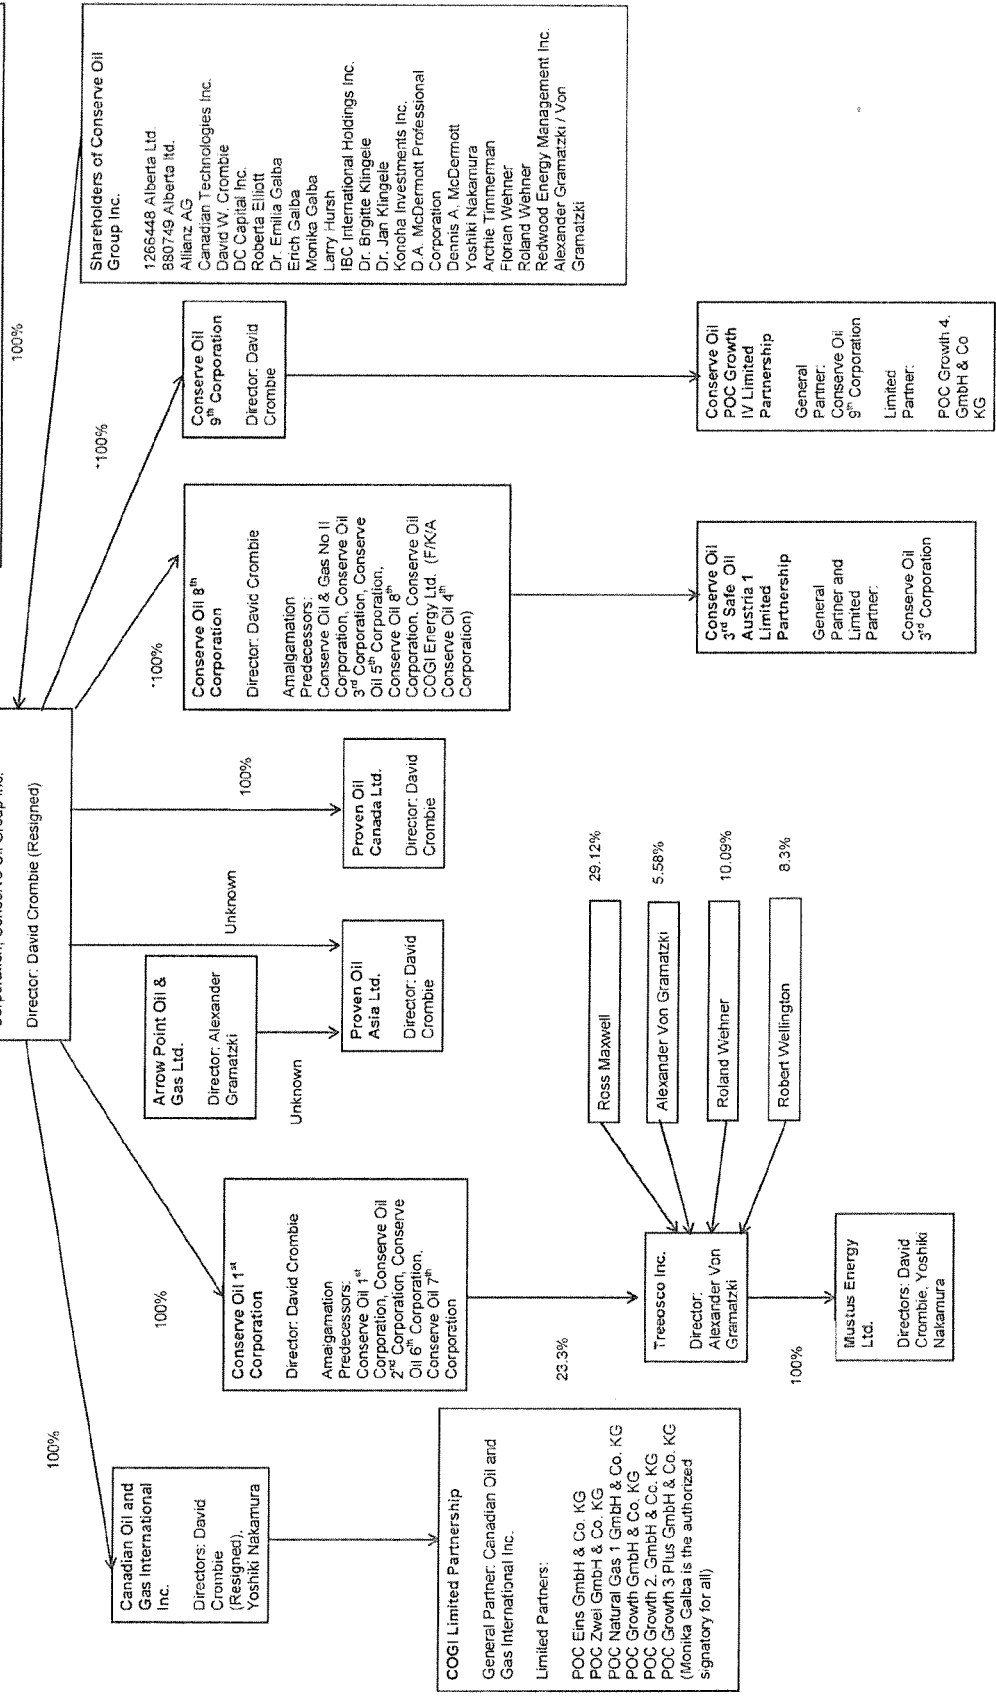 Corporation, Conserve Oil Group Inc.
Director: David Crombie (Resigned)
100%
Shareholders of Conserve Oil
Group Inc.
1266448 Alberta Ltd.
880749 Alberta ltd.
Allianz AG
Canadian Technologies Inc.
David W. Crombie
DC Capital Inc.
Roberta Elliott
Dr. Emilia Galba
Erich Galba
Monika Galba
Larry Hursh
IBC International Holdings Inc.
Dr. Brigitte Klingele
Dr. Jan Klingele
Konoha Investments Inc.
D.A. McDermott Professional
Corporation
Dennis A. McDermott
Yoshiki Nakamura
Archie Timmerman
Florian Wehner
Roland Wehner
Redwood Energy Management Inc.
Alexander Gramatzki / Von
Gramatzki
100%
Canadian Oil and
Gas International
Inc.
Directors: David
Crombie
(Resigned),
Yoshiki Nakamura
100%
Conserve Oil 1st
Corporation
Director: David Crombie
Amalgamation
Predecessors:
Conserve Oil 1st
Corporation, Conserve Oil
2nd Corporation, Conserve
Oil 6th Corporation,
Conserve Oil 7th
Corporation
Arrow Point Oil &
Gas Ltd.
Director: Alexander
Gramatzki
Unknown
Unknown
Proven Oil
Asia Ltd.
Director: David
Crombie
100%
Proven Oil
Canada Ltd.
Director: David
Crombie
*100%
Conserve Oil 8th
Corporation
Director: David Crombie
Amalgamation
Predecessors:
Conserve Oil & Gas No II
Corporation, Conserve Oil
3rd Corporation, Conserve
Oil 5th Corporation,
Conserve Oil 8th
Corporation, Conserve Oil
COGI Energy Ltd. (F/K/A
Conserve Oil 4th
Corporation)
*100%
Conserve Oil
9th Corporation
Director: David
Crombie
COGI Limited Partnership
General Partner: Canadian Oil and
Gas International Inc.
Limited Partners:
POC Eins GmbH & Co. KG
POC Zwei GmbH & Co. KG
POC Natural Gas 1 GmbH & Co. KG
POC Growth GmbH & Co. KG
POC Growth 2. GmbH & Co. KG
POC Growth 3 Plus GmbH & Co. KG
(Monika Galba is the authorized
signatory for all)
23.3%
Treeosco Inc.
Director:
Alexander Von
Gramatzki
100%
Mustus Energy
Ltd.
Directors: David
Crombie, Yoshiki
Nakamura
Ross Maxwell
29.12%
Alexander Von Gramatzki
5.58%
Roland Wehner
10.09%
Robert Wellington
8.3%
Conserve Oil
3rd Safe Oil
Austria 1
Limited
Partnership
General
Partner and
Limited
Partner:
Conserve Oil
3rd Corporation
Conserve Oil
POC Growth
IV Limited
Partnership
General
Partner:
Conserve Oil
9th Corporation
Limited
Partner:
POC Growth 4.
GmbH & Co
KG